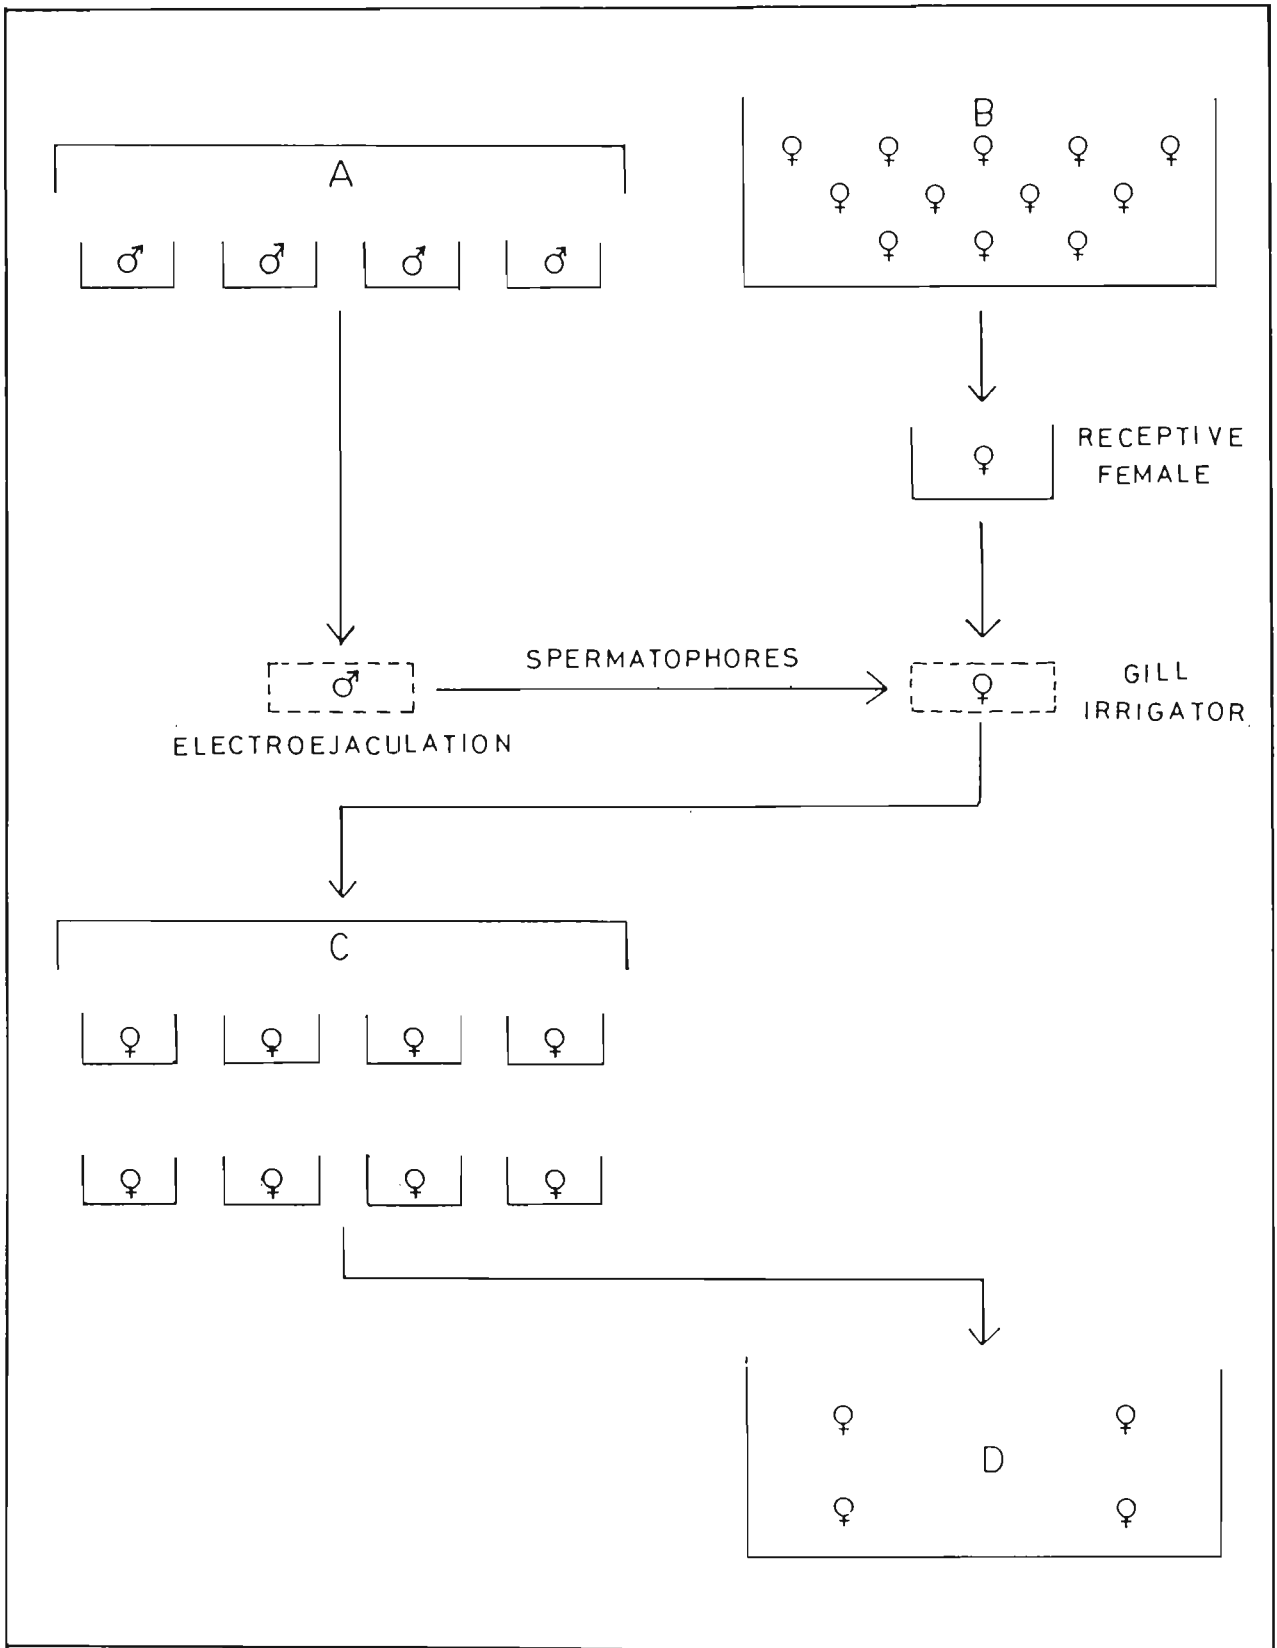 A
B
RECEPTIVE
FEMALE
SPERMATOPHORES
GILL
IRRIGATOR
ELECTROEJACULATION
C
D